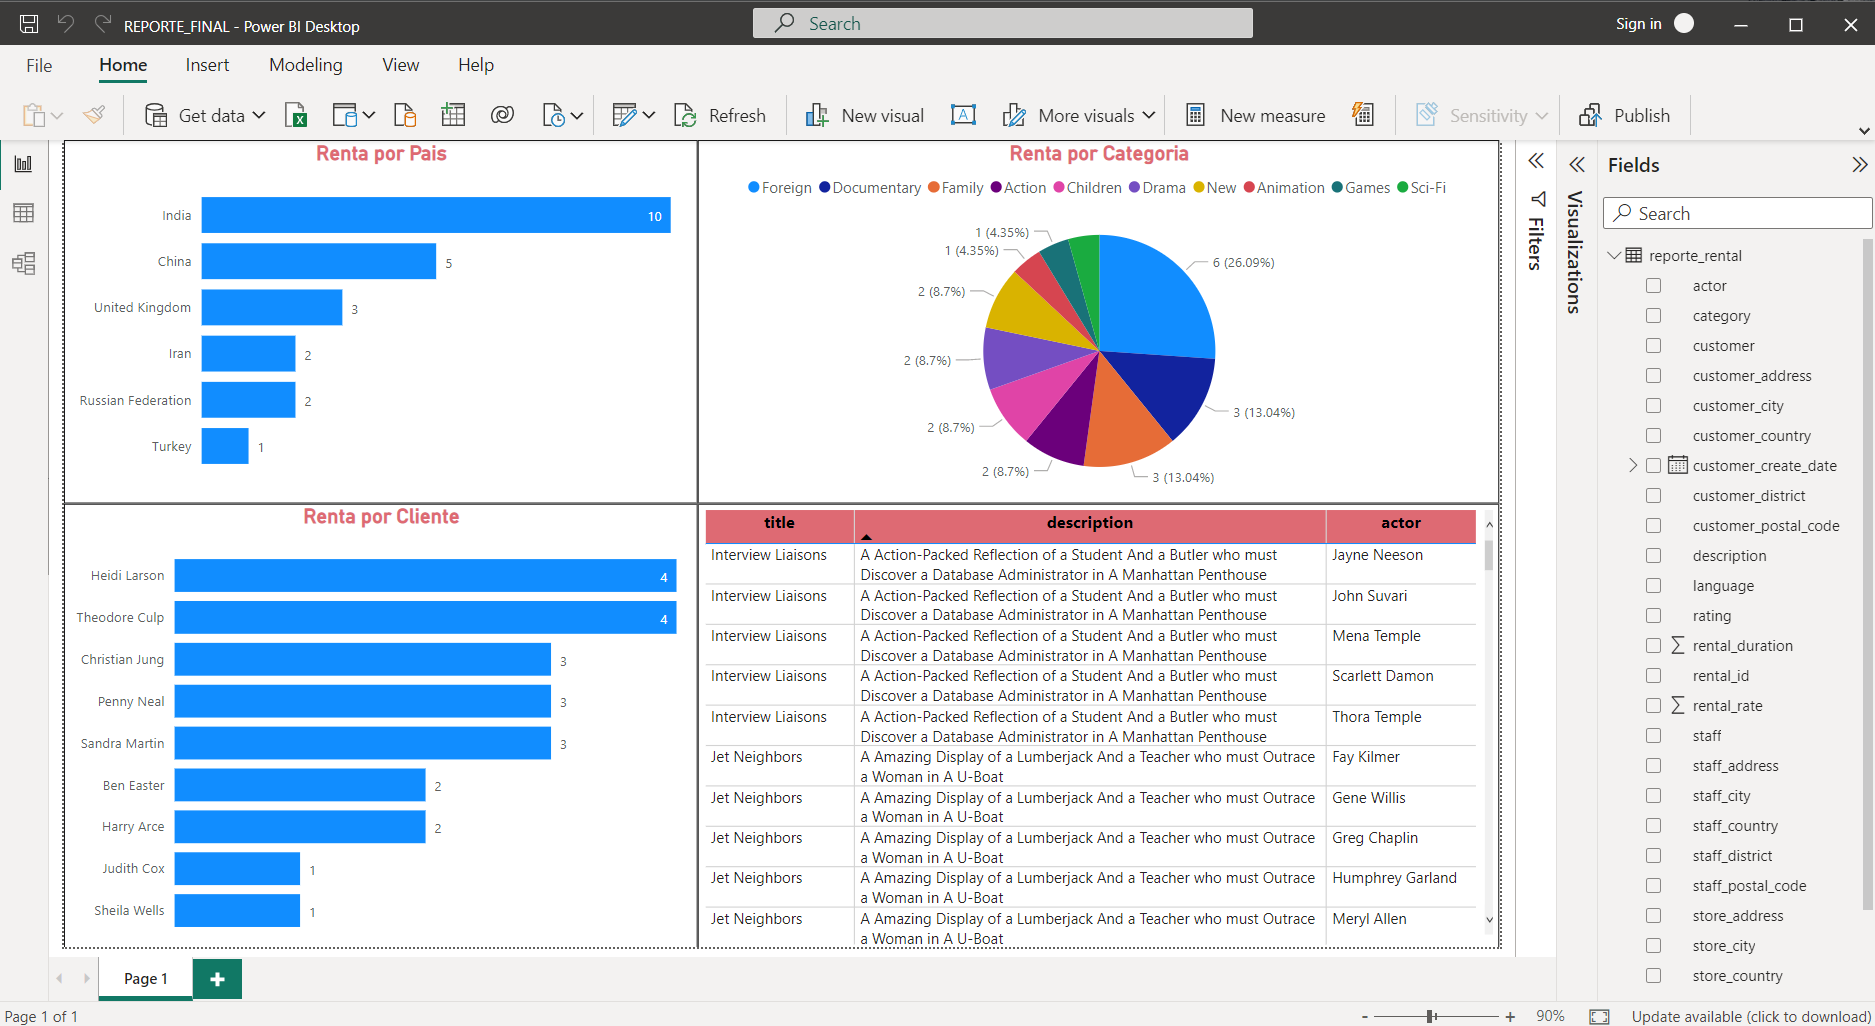 REPORTE_FINAL - Power BI Desktop
Search
Sign in
File
Home
Insert
Modeling
View
Help
Get data
Refresh
New visual
More visuals
New measure
Sensitivity
Publish
Renta por Pais
India
10
China
5
United Kingdom
3
Iran
2
Russian Federation
2
Turkey
1
Renta por Categoria
Foreign Documentary Family Action Children Drama New Animation Games Sci-Fi
1 (4.35%)
1 (4.35%)
6 (26.09%)
2 (8.7%)
2 (8.7%)
3 (13.04%)
2 (8.7%)
2 (8.7%)
3 (13.04%)
Renta por Cliente
Heidi Larson
4
Theodore Culp
4
Christian Jung
3
Penny Neal
3
Sandra Martin
3
Ben Easter
2
Harry Arce
2
Judith Cox
1
Sheila Wells
1
title description actor
Interview Liaisons A Action-Packed Reflection of a Student And a Butler who must Jayne Neeson
Discover a Database Administrator in A Manhattan Penthouse
Interview Liaisons A Action-Packed Reflection of a Student And a Butler who must John Suvari
Discover a Database Administrator in A Manhattan Penthouse
Interview Liaisons A Action-Packed Reflection of a Student And a Butler who must Mena Temple
Discover a Database Administrator in A Manhattan Penthouse
Interview Liaisons A Action-Packed Reflection of a Student And a Butler who must Scarlett Damon
Discover a Database Administrator in A Manhattan Penthouse
Interview Liaisons A Action-Packed Reflection of a Student And a Butler who must Thora Temple
Discover a Database Administrator in A Manhattan Penthouse
Jet Neighbors A Amazing Display of a Lumberjack And a Teacher who must Outrace Fay Kilmer
a Woman in A U-Boat
Jet Neighbors A Amazing Display of a Lumberjack And a Teacher who must Outrace Gene Willis
a Woman in A U-Boat
Jet Neighbors A Amazing Display of a Lumberjack And a Teacher who must Outrace Greg Chaplin
a Woman in A U-Boat
Jet Neighbors A Amazing Display of a Lumberjack And a Teacher who must Outrace Humphrey Garland
a Woman in A U-Boat
Jet Neighbors A Amazing Display of a Lumberjack And a Teacher who must Outrace Meryl Allen
a Woman in A U-Boat
Filters
Visualizations
Fields
Search
reporte_rental
actor
category
customer
customer_address
customer_city
customer_country
customer_create_date
customer_district
customer_postal_code
description
language
rating
rental_duration
rental_id
rental_rate
staff
staff_address
staff_city
staff_country
staff_district
staff_postal_code
store_address
store_city
store_country
Page 1
Page 1 of 1
90%
Update available (click to download)